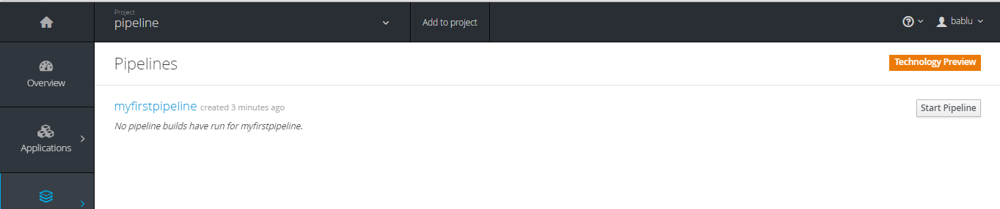 Project
pipeline
Add to project
bablu
Overview
Applications
Pipelines
Technology Preview
myfirstpipeline created 3 minutes ago
Start Pipeline
No pipeline builds have run for myfirstpipeline.